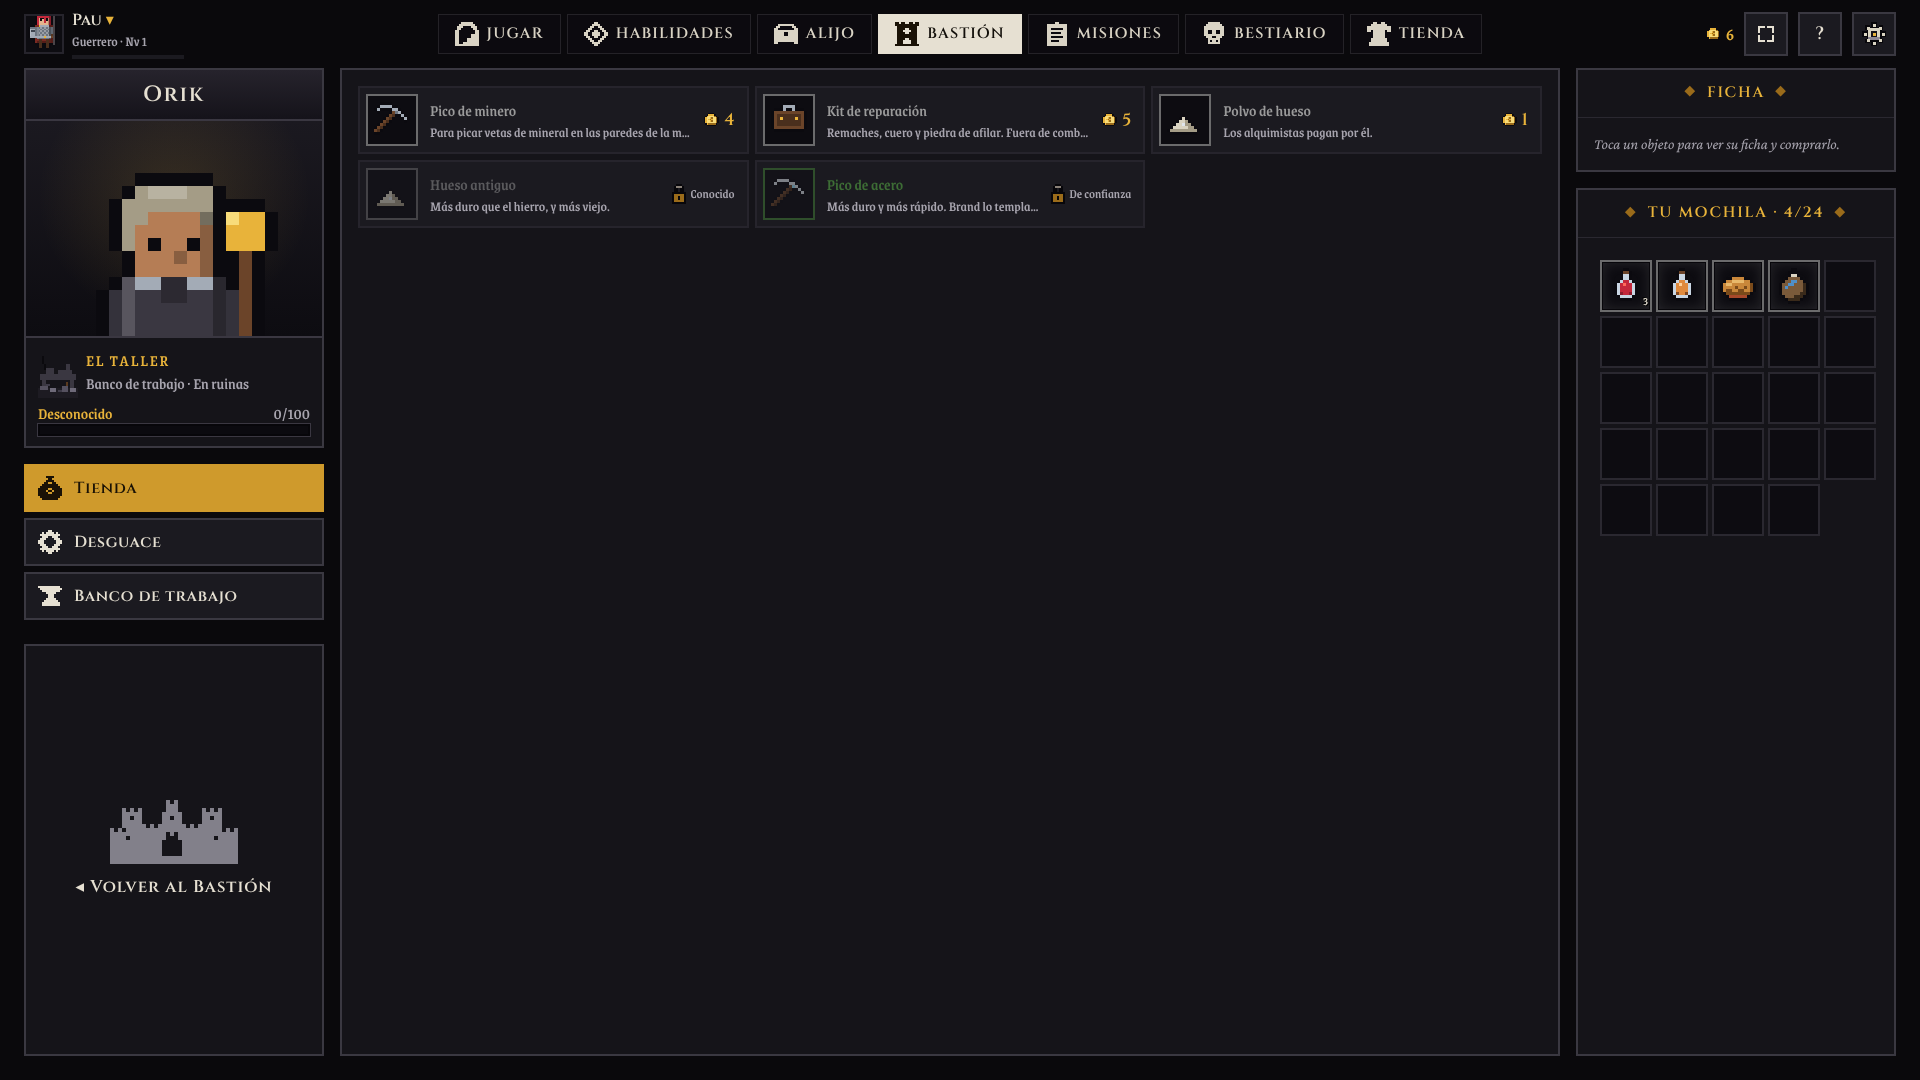 Pau ▾
Guerrero · Nv 1
JUGAR
HABILIDADES
ALIJO
BASTIÓN
MISIONES
BESTIARIO
TIENDA
6
?
Orik
EL TALLER
Banco de trabajo · En ruinas
Desconocido
0/100
Tienda
Desguace
Banco de trabajo
◂ Volver al Bastión
Pico de minero
Para picar vetas de mineral en las paredes de la m...
4
Kit de reparación
Remaches, cuero y piedra de afilar. Fuera de comb...
5
Polvo de hueso
Los alquimistas pagan por él.
1
Hueso antiguo
Más duro que el hierro, y más viejo.
Conocido
Pico de acero
Más duro y más rápido. Brand lo templa...
De confianza
◆ FICHA ◆
Toca un objeto para ver su ficha y comprarlo.
◆ TU MOCHILA · 4/24 ◆
3